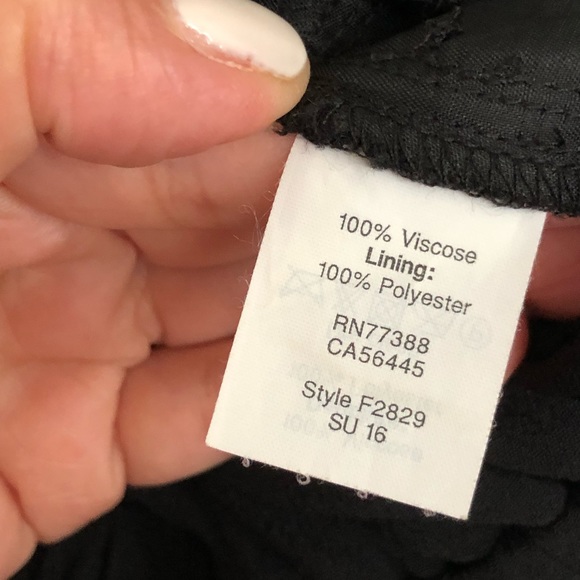 100% Viscose
Lining:
100% Polyester
RN77388
CA56445
Style F2829
SU 16